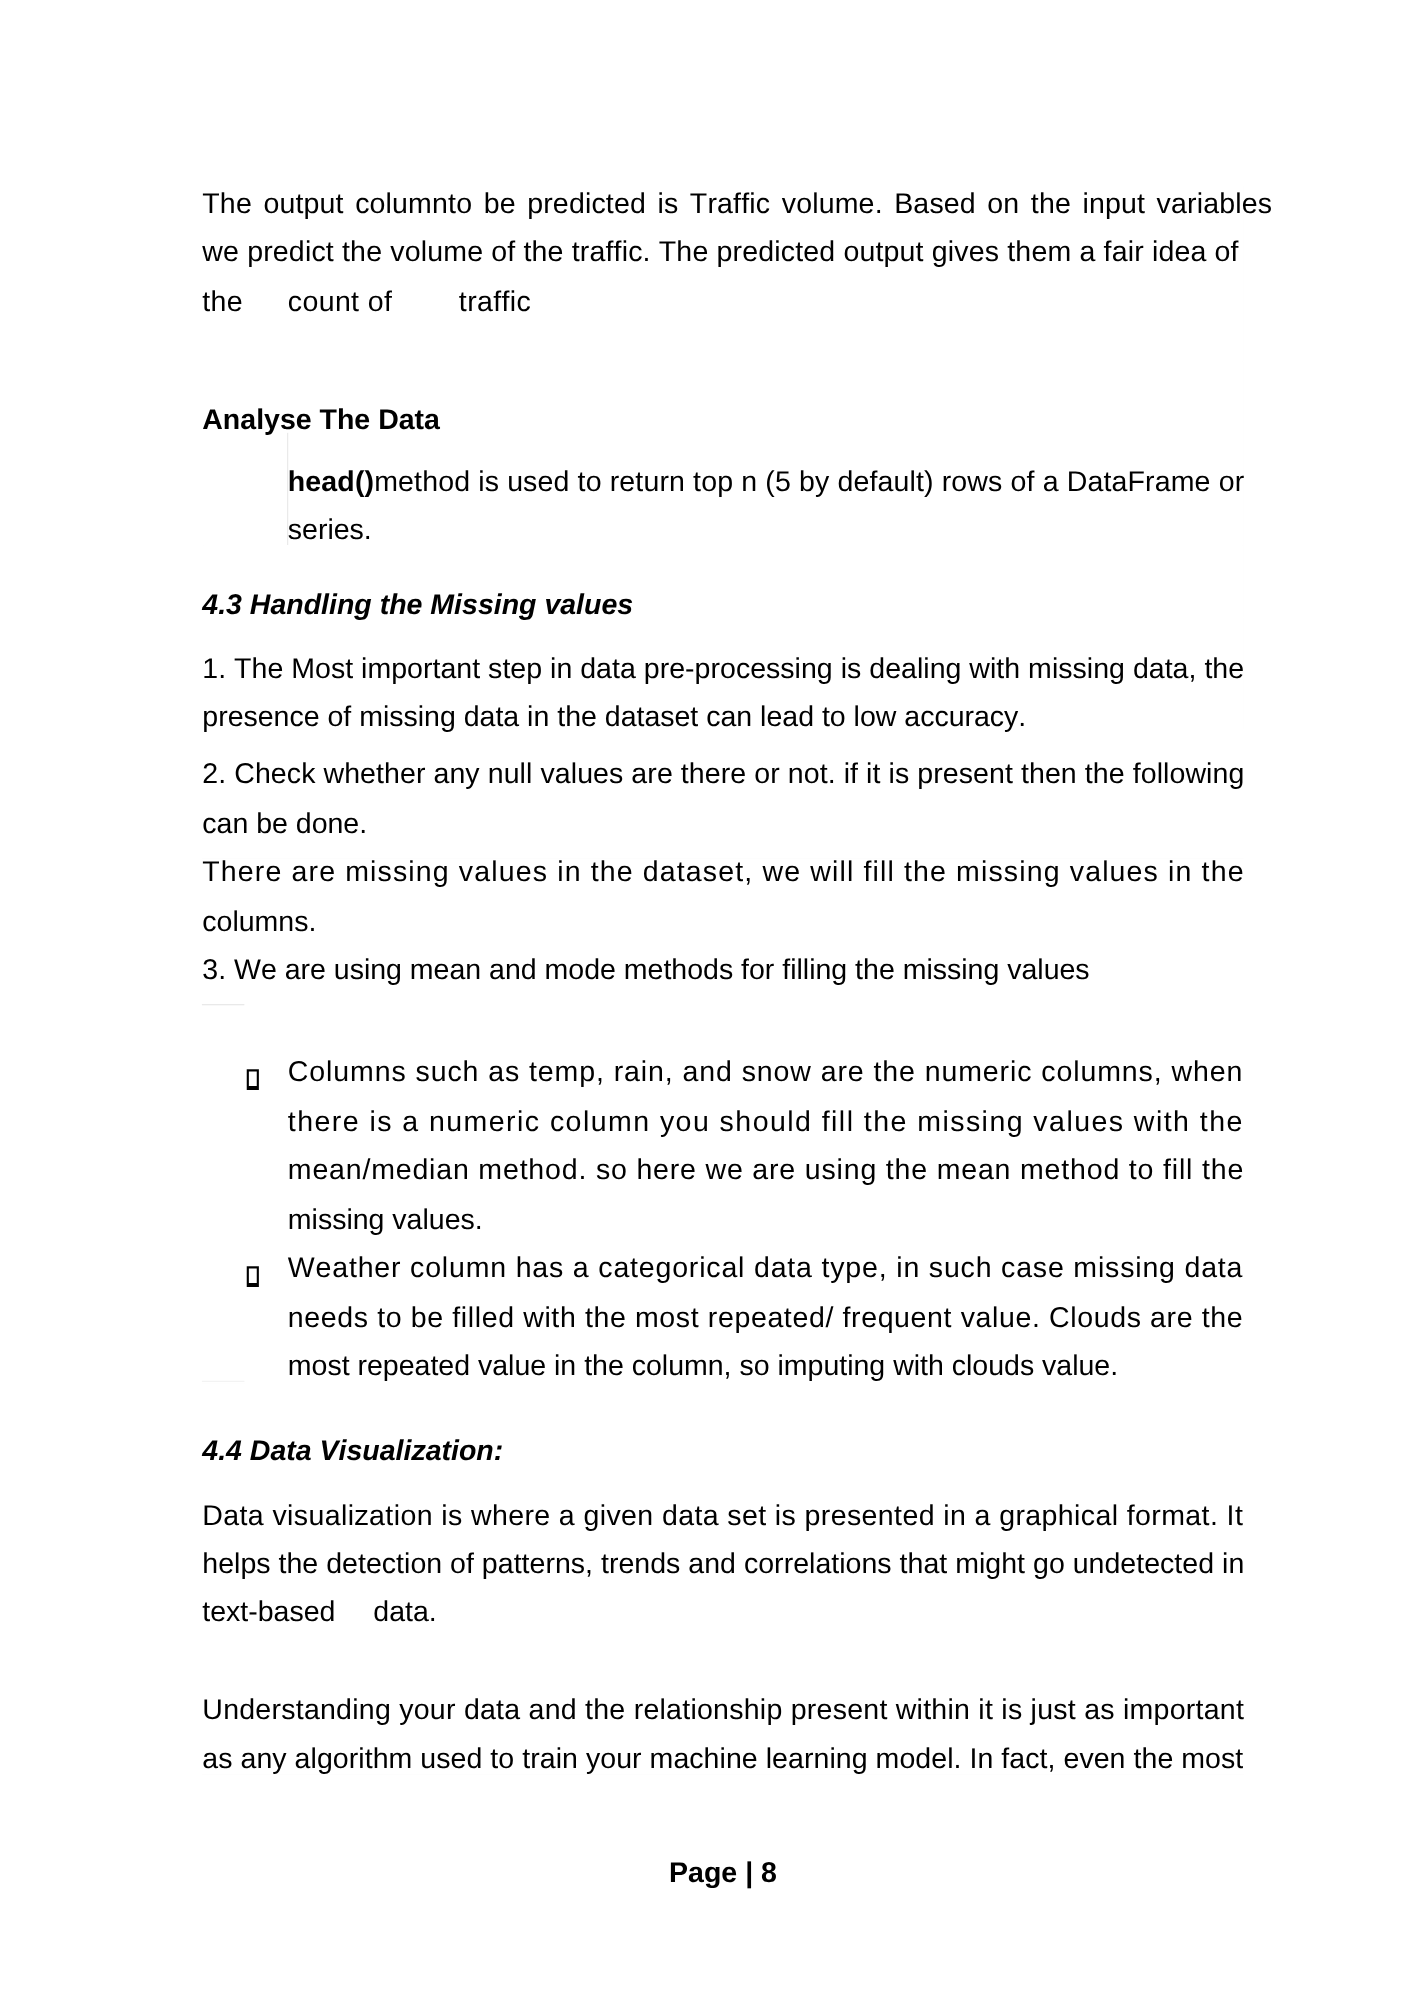 The output columnto be predicted is Traffic volume. Based on the input variables
we predict the volume of the traffic. The predicted output gives them a fair idea of
the count of traffic
Analyse The Data
head()method is used to return top n (5 by default) rows of a DataFrame or
series.
4.3 Handling the Missing values
1. The Most important step in data pre-processing is dealing with missing data, the
presence of missing data in the dataset can lead to low accuracy.
2. Check whether any null values are there or not. if it is present then the following
can be done.
There are missing values in the dataset, we will fill the missing values in the
columns.
3. We are using mean and mode methods for filling the missing values
▯ Columns such as temp, rain, and snow are the numeric columns, when
there is a numeric column you should fill the missing values with the
mean/median method. so here we are using the mean method to fill the
missing values.
▯ Weather column has a categorical data type, in such case missing data
needs to be filled with the most repeated/ frequent value. Clouds are the
most repeated value in the column, so imputing with clouds value.
4.4 Data Visualization:
Data visualization is where a given data set is presented in a graphical format. It
helps the detection of patterns, trends and correlations that might go undetected in
text-based data.
Understanding your data and the relationship present within it is just as important
as any algorithm used to train your machine learning model. In fact, even the most
Page | 8